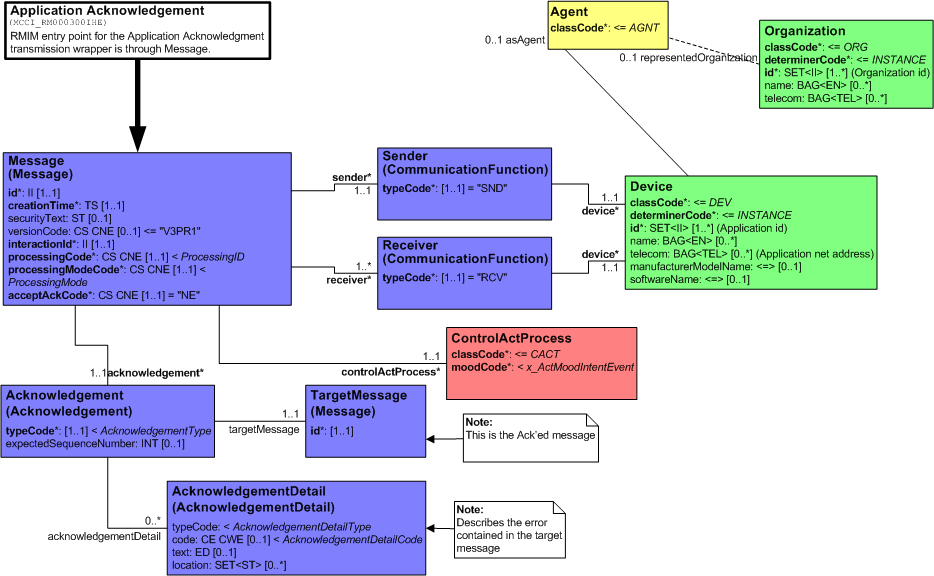 Application Acknowledgement
(MCCI_RM000300IHE)
RMIM entry point for the Application Acknowledgment
transmission wrapper is through Message.
Agent
classCode*: <= AGNT
0..1 asAgent
0..1 representedOrganization
Organization
classCode*: <= ORG
determinerCode*: <= INSTANCE
id*: SET<II> [1..*] (Organization id)
name: BAG<EN> [0..*]
telecom: BAG<TEL> [0..*]
Message
(Message)
id*: II [1..1]
creationTime*: TS [1..1]
securityText: ST [0..1]
versionCode: CS CNE [0..1] <= "V3PR1"
interactionId*: II [1..1]
processingCode*: CS CNE [1..1] < ProcessingID
processingModeCode*: CS CNE [1..1] <
ProcessingMode
acceptAckCode*: CS CNE [1..1] = "NE"
sender*
1..1
Sender
(CommunicationFunction)
typeCode*: [1..1] = "SND"
1..1
device*
1..*
receiver*
Receiver
(CommunicationFunction)
typeCode*: [1..1] = "RCV"
device*
1..1
Device
classCode*: <= DEV
determinerCode*: <= INSTANCE
id*: SET<II> [1..*] (Application id)
name: BAG<EN> [0..*]
telecom: BAG<TEL> [0..*] (Application net address)
manufacturerModelName: <=> [0..1]
softwareName: <=> [0..1]
1..1
controlActProcess*
ControlActProcess
classCode*: <= CACT
moodCode*: < x_ActMoodIntentEvent
1..1 acknowledgement*
Acknowledgement
(Acknowledgement)
typeCode*: [1..1] < AcknowledgementType
expectedSequenceNumber: INT [0..1]
1..1
targetMessage
TargetMessage
(Message)
id*: [1..1]
Note:
This is the Ack'ed message
0..*
acknowledgementDetail
AcknowledgementDetail
(AcknowledgementDetail)
typeCode: < AcknowledgementDetailType
code: CE CWE [0..1] < AcknowledgementDetailCode
text: ED [0..1]
location: SET<ST> [0..*]
Note:
Describes the error
contained in the target
message